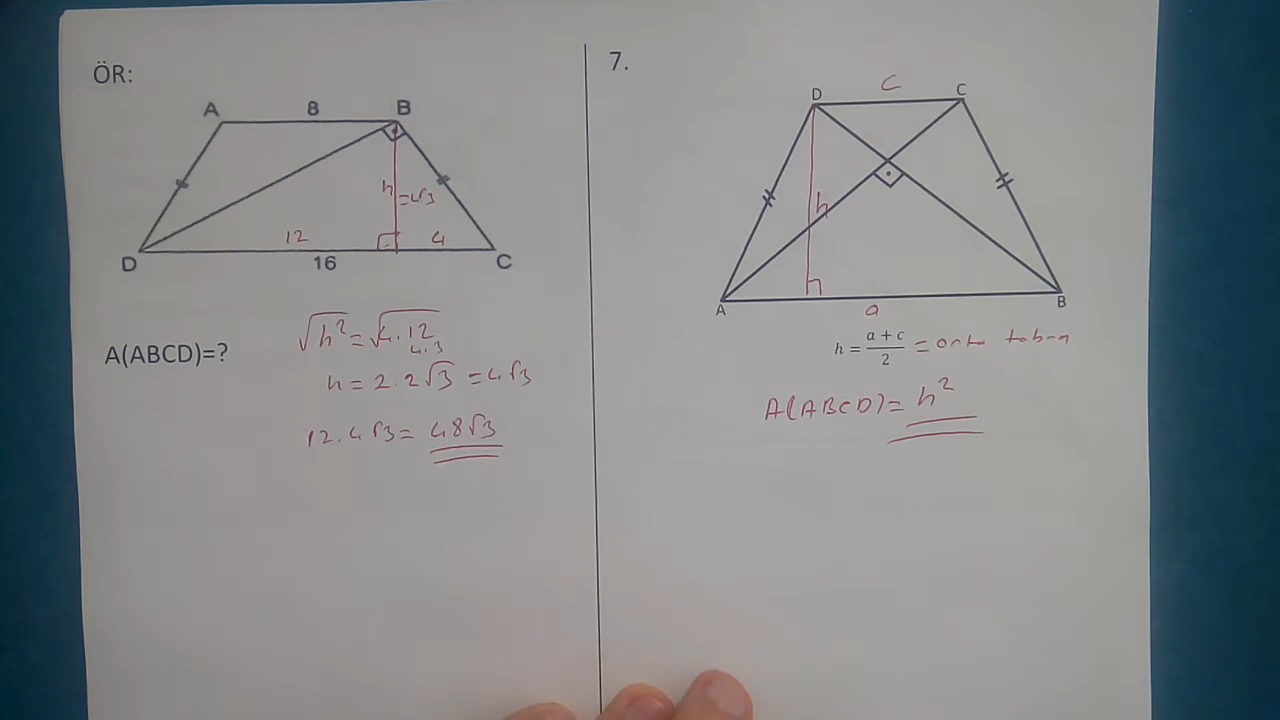 ÖR:
A 8 B
h =4√3
12 4
D 16 C
A(ABCD)=?
√h² = √4.12
4.3
h = 2.2√3 = 4√3
12.4√3 = 48√3
7.
D c C
h
A a B
h = a + c / 2 = orta taban
A(ABCD) = h²